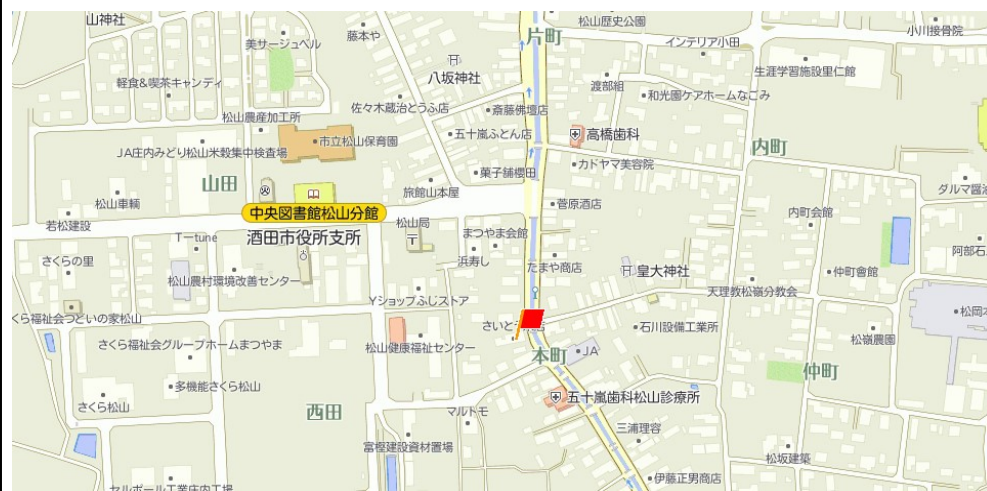 山神社
美サージュベル
藤本や
片町
松山歴史公園
インテリア小田
小川接骨院
八坂神社
軽食&喫茶キャンディ
渡部組
生涯学習施設里仁館
和光園ケアホームなごみ
佐々木蔵治とうふ店
斎藤佛壇店
松山農産加工所
市立松山保育園
五十嵐ふとん店
高橋歯科
内町
JA庄内みどり松山米穀集中検査場
カドヤマ美容院
菓子舗櫻田
山田
旅館山本屋
ダルマ醤油
松山車輌
中央図書館松山分館
菅原酒店
内町会館
若松建設
松山局
Tーtune
酒田市役所支所
まつやま会館
さくらの里
浜寿し
たまや商店
皇大神社
仲町會館
阿部石
松山農村環境改善センター
Yショップふじストア
天理教松嶺分教会
くら福祉会つどいの家松山
さいと
石川設備工業所
松岡
松嶺農園
さくら福祉会グループホームまつやま
松山健康福祉センター
本町
JA
仲町
多機能さくら松山
五十嵐歯科松山診療所
さくら松山
西田
マルトモ
三浦理容
富樫建設資材置場
松坂建築
伊藤正男商店
セルポール工業庄内工場